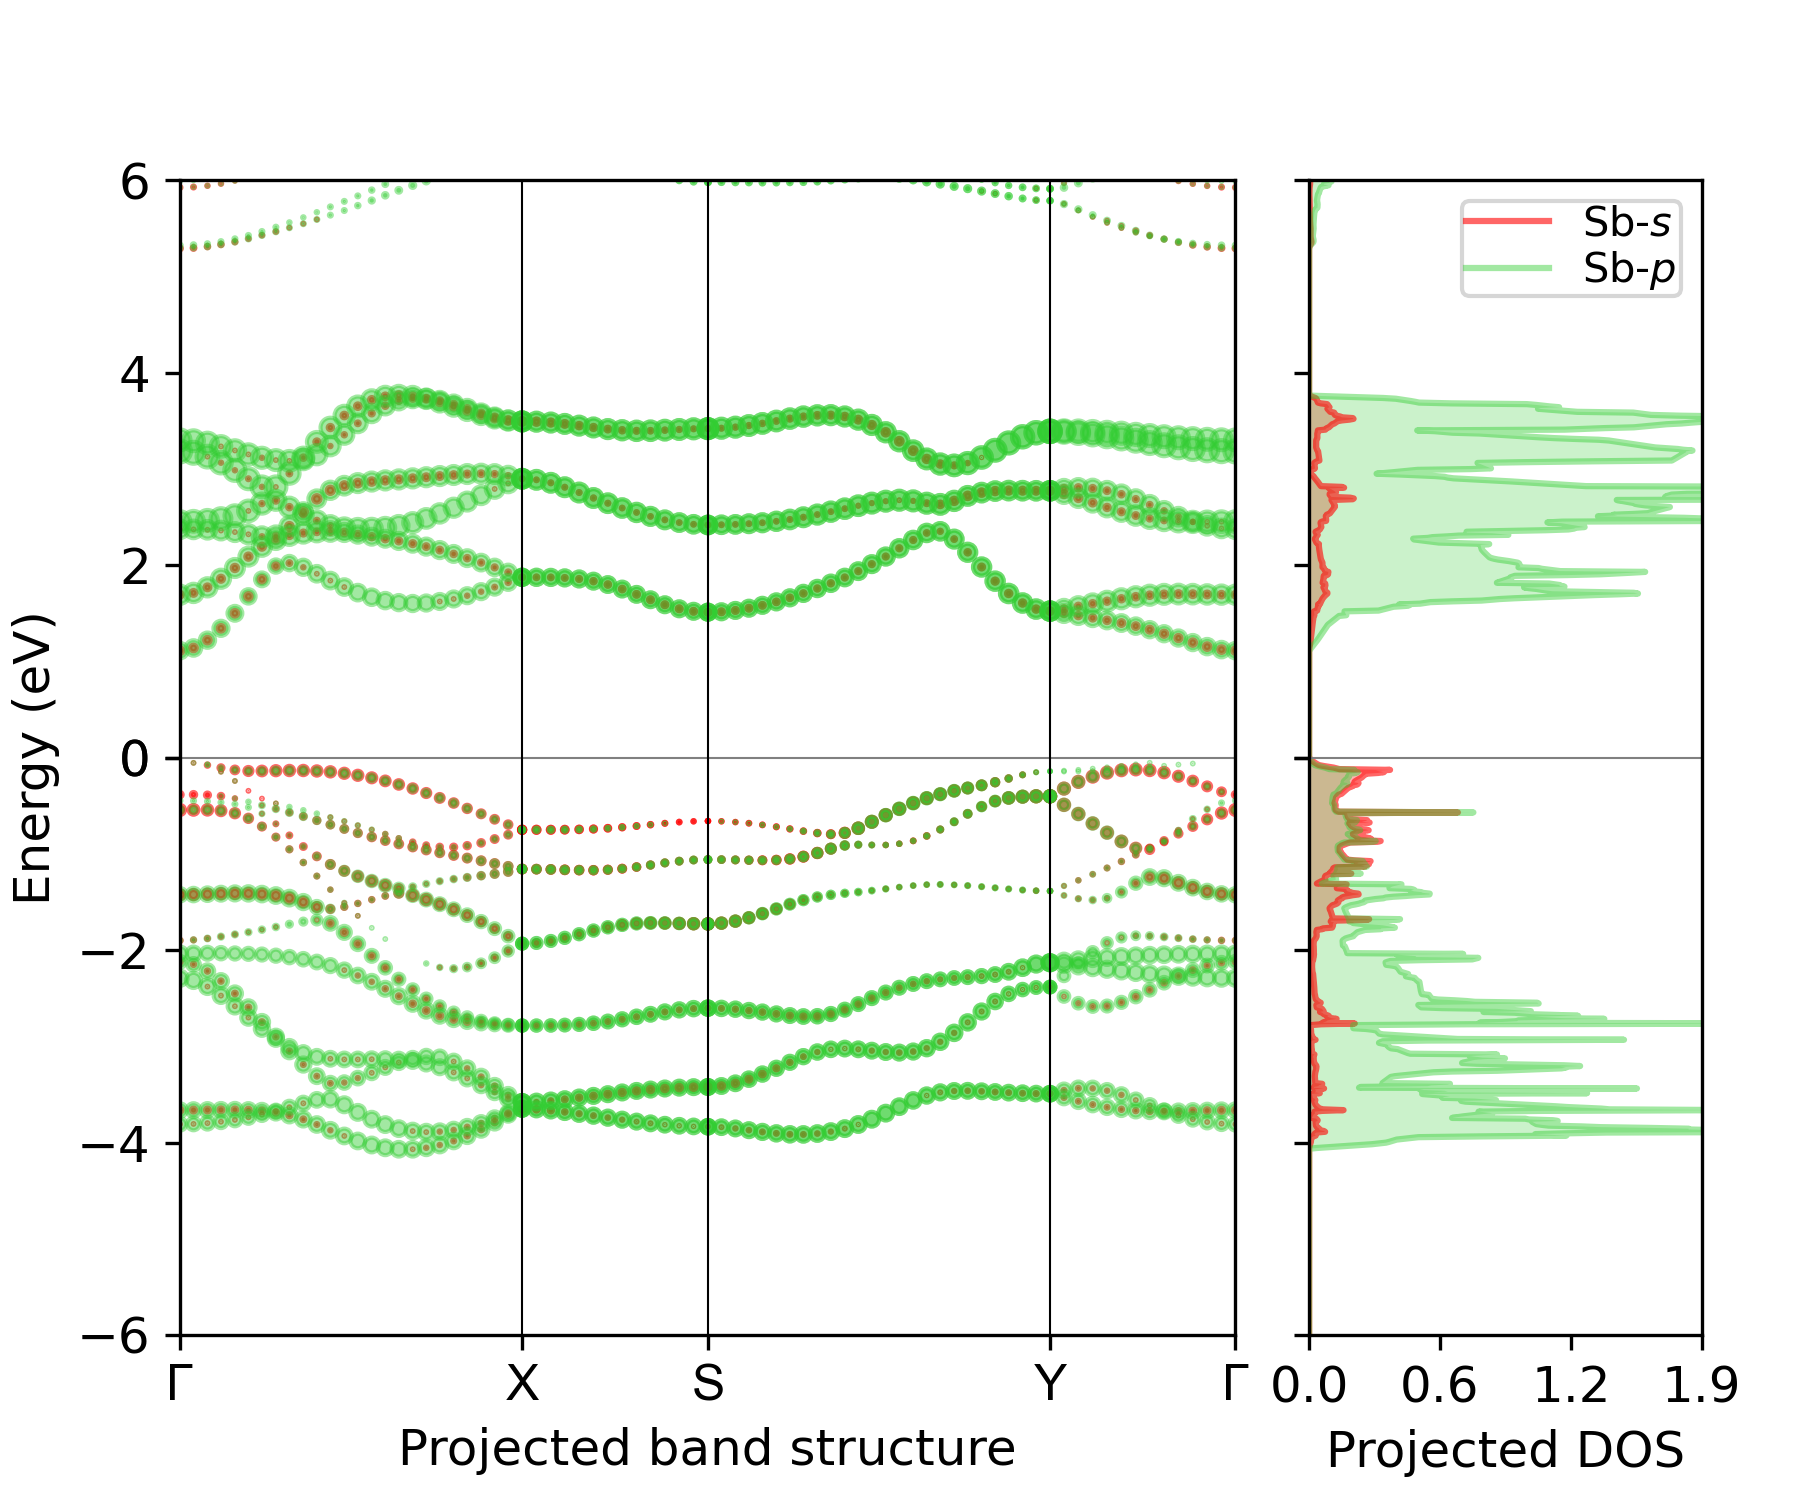 6
4
2
0
−2
−4
−6
Energy (eV)
Γ X S Y Γ
Projected band structure
Sb-s
Sb-p
0.0 0.6 1.2 1.9
Projected DOS